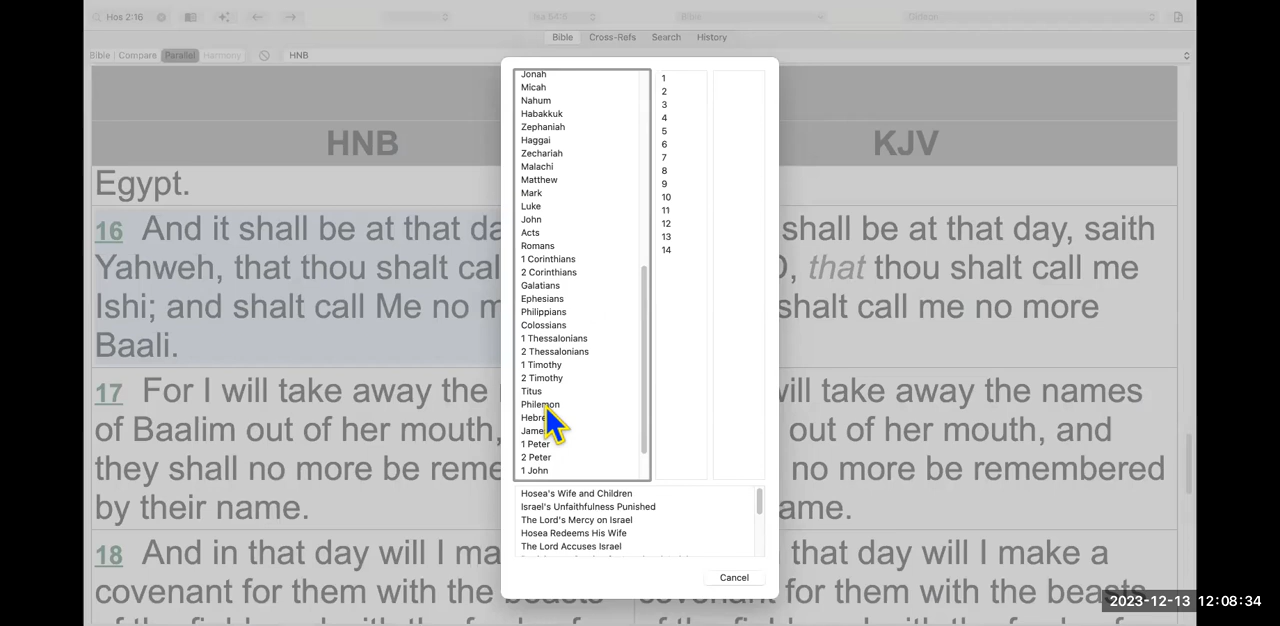 Hos 2:16
Isa 54:6
Bible
Bible Cross-Refs Search History
Bible Compare Parallel Harmony HNB
HNB
KJV
Egypt.
16 And it shall be at that da
Yahweh, that thou shalt cal
Ishi; and shalt call Me no m
Baali.
17 For I will take away the
of Baalim out of her mouth,
they shall no more be reme
by their name.
18 And in that day will I ma
covenant for them with the beasts
shall be at that day, saith
that thou shalt call me
shalt call me no more
will take away the names
out of her mouth, and
no more be remembered
ame.
that day will I make a
covenant for them with the beasts
Jonah
Micah
Nahum
Habakkuk
Zephaniah
Haggai
Zechariah
Malachi
Matthew
Mark
Luke
John
Acts
Romans
1 Corinthians
2 Corinthians
Galatians
Ephesians
Philippians
Colossians
1 Thessalonians
2 Thessalonians
1 Timothy
2 Timothy
Titus
Philemon
Hebre
Jame
1 Peter
2 Peter
1 John
1
2
3
4
5
6
7
8
9
10
11
12
13
14
Hosea's Wife and Children
Israel's Unfaithfulness Punished
The Lord's Mercy on Israel
Hosea Redeems His Wife
The Lord Accuses Israel
Cancel
2023-12-13 12:08:34